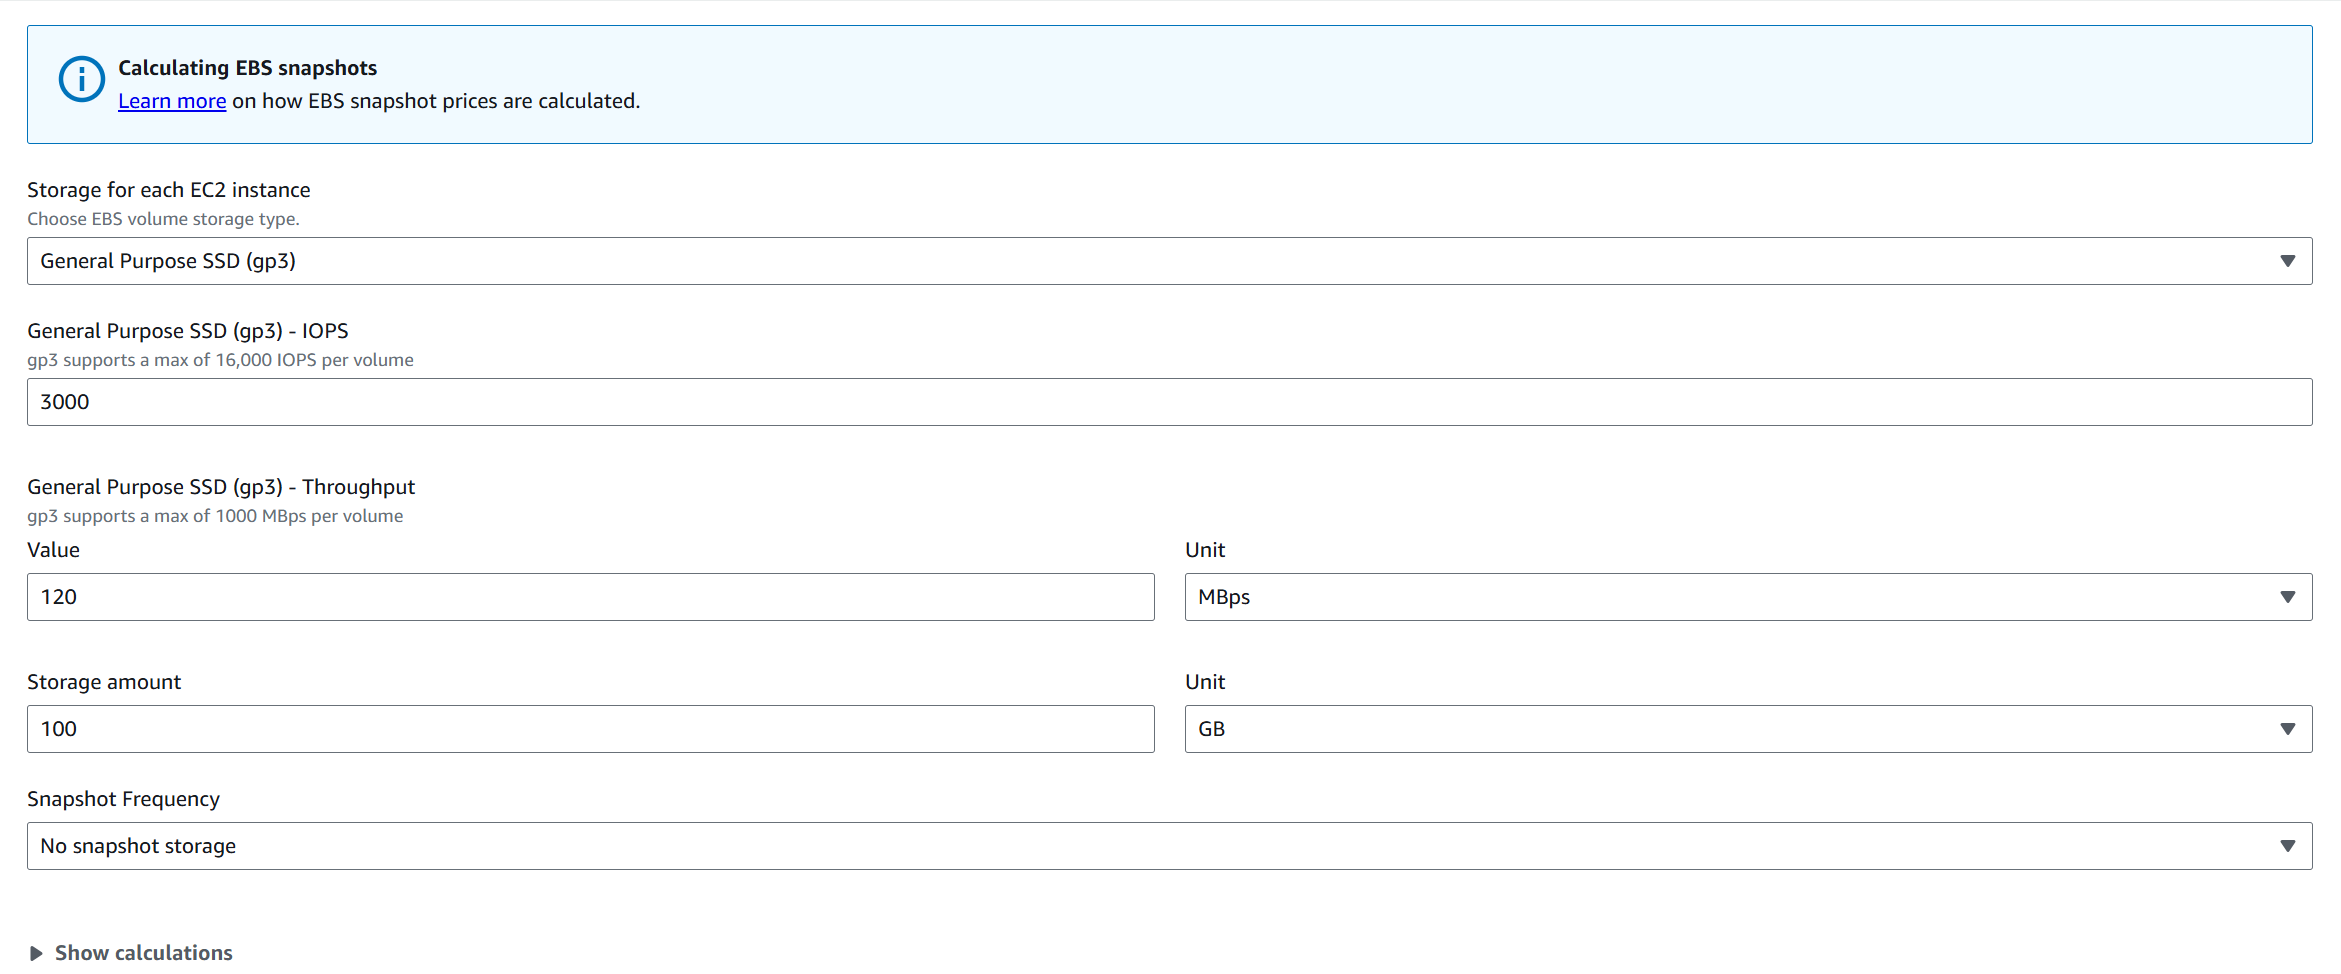 Calculating EBS snapshots
Learn more on how EBS snapshot prices are calculated.
Storage for each EC2 instance
Choose EBS volume storage type.
General Purpose SSD (gp3)
General Purpose SSD (gp3) - IOPS
gp3 supports a max of 16,000 IOPS per volume
3000
General Purpose SSD (gp3) - Throughput
gp3 supports a max of 1000 MBps per volume
Value
Unit
120
MBps
Storage amount
Unit
100
GB
Snapshot Frequency
No snapshot storage
Show calculations